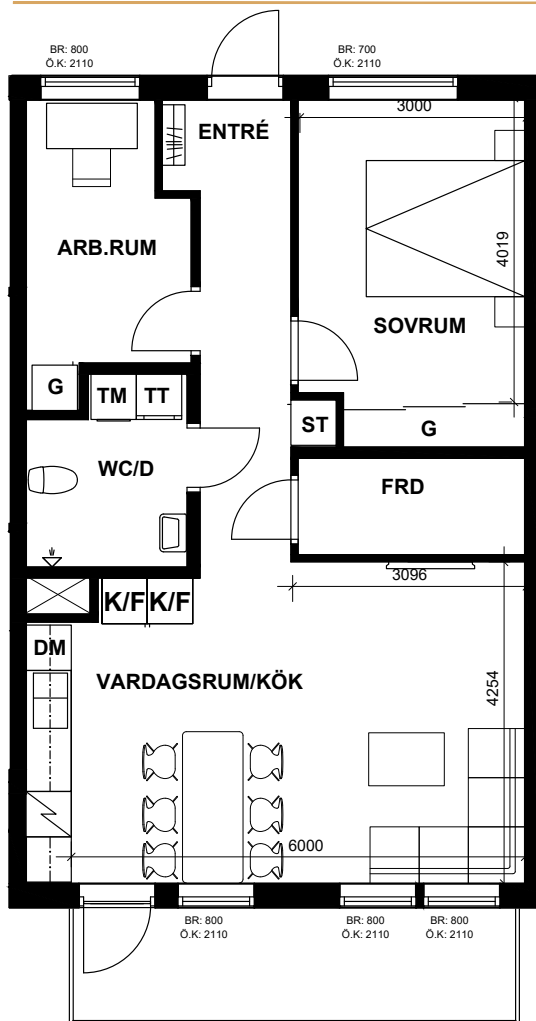 BR: 800
Ö.K: 2110
BR: 700
Ö.K: 2110
3000
ENTRÉ
ARB.RUM
4019
SOVRUM
G
TM
TT
ST
G
WC/D
FRD
3096
K/F
K/F
DM
VARDAGSRUM/KÖK
4254
6000
BR: 800
Ö.K: 2110
BR: 800
Ö.K: 2110
BR: 800
Ö.K: 2110